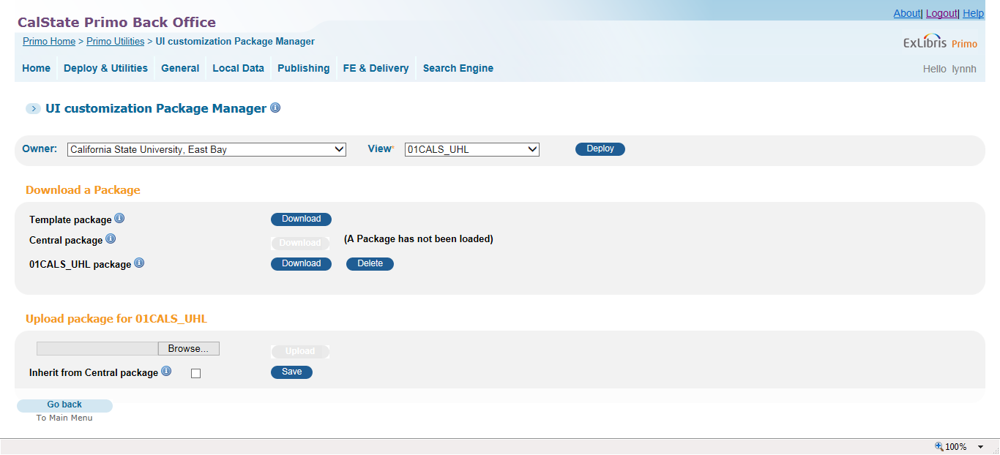 About| Logout| Help
CalState Primo Back Office
Primo Home > Primo Utilities > UI customization Package Manager
ExLibris Primo
Home Deploy & Utilities General Local Data Publishing FE & Delivery Search Engine
Hello lynnh
UI customization Package Manager
Owner: California State University, East Bay View* 01CALS_UHL Deploy
Download a Package
Template package Download
Central package Download (A Package has not been loaded)
01CALS_UHL package Download Delete
Upload package for 01CALS_UHL
Browse... Upload
Inherit from Central package Save
Go back
To Main Menu
100%